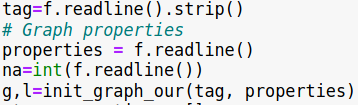 tag=f.readline().strip()
# Graph properties
properties = f.readline()
na=int(f.readline())
g,l=init_graph_our(tag, properties)